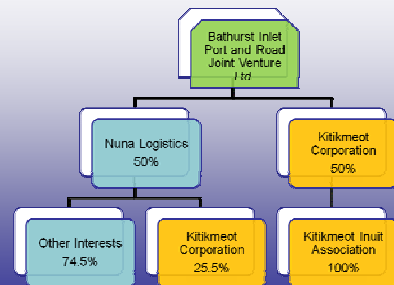 Bathurst Inlet
Port and Road
Joint Venture
Ltd
Nuna Logistics
50%
Kitikmeot
Corporation
50%
Other Interests
74.5%
Kitikmeot
Corporation
25.5%
Kitikmeot Inuit
Association
100%